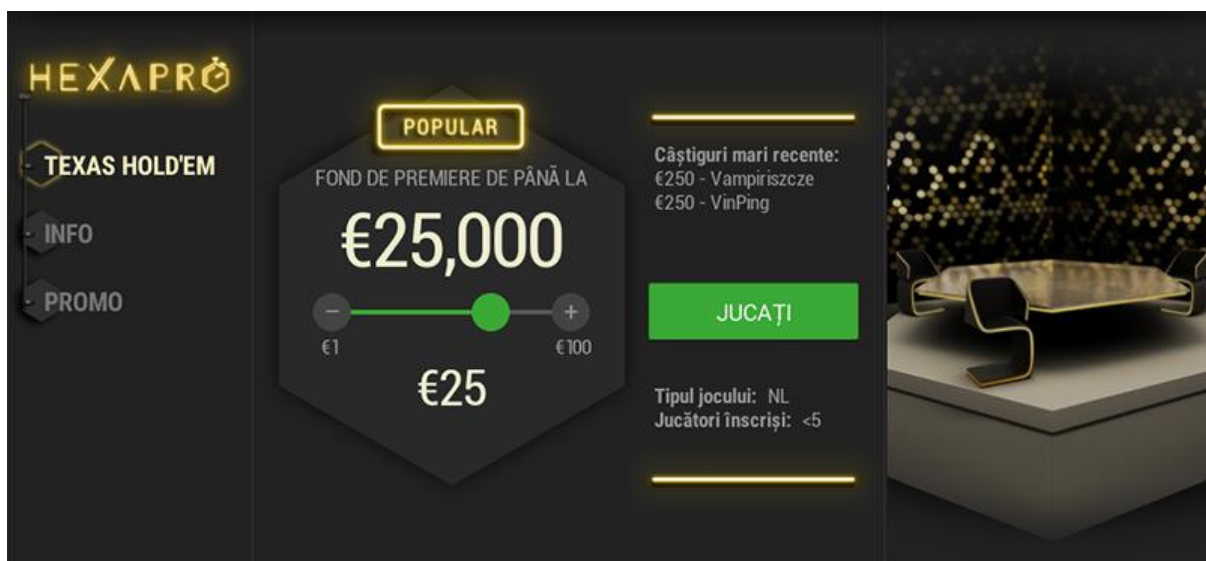 HEXAPRO
TEXAS HOLD'EM
INFO
PROMO
POPULAR
FOND DE PREMIERE DE PÂNĂ LA
€25,000
− +
€1 €100
€25
Câștiguri mari recente:
€250 - Vampiriszcze
€250 - VinPing
JUCAȚI
Tipul jocului: NL
Jucători înscriși: <5